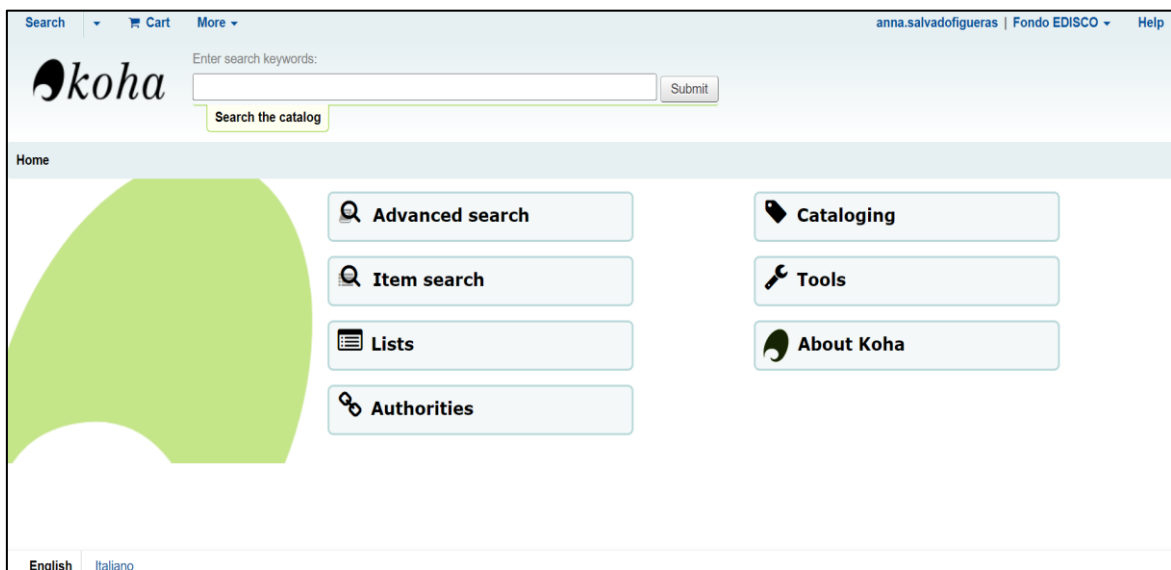 Search Cart More anna.salvadofigueras | Fondo EDISCO Help
Enter search keywords:
koha
Submit
Search the catalog
Home
Advanced search Cataloging
Item search Tools
Lists About Koha
Authorities
English Italiano